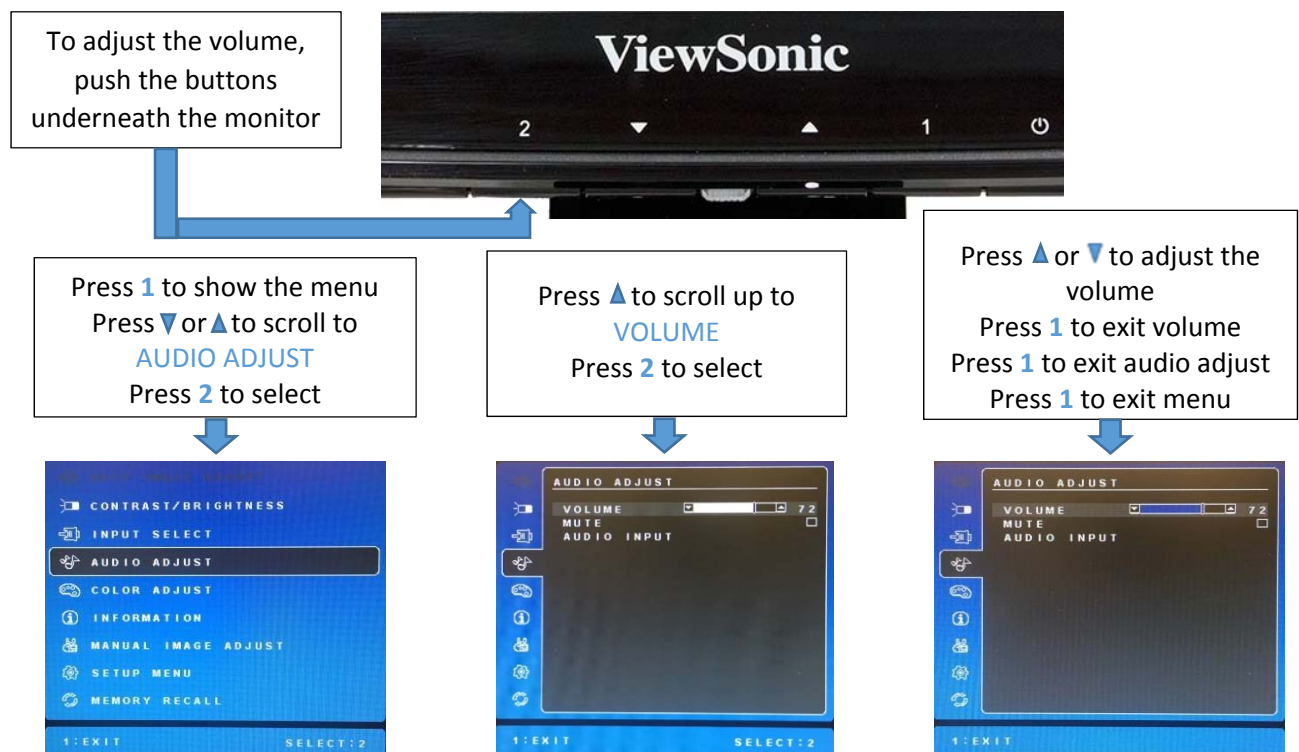 To adjust the volume,
push the buttons
underneath the monitor
ViewSonic
2 ▼ ▲ 1
Press 1 to show the menu
Press ▼ or ▲ to scroll to
AUDIO ADJUST
Press 2 to select
Press ▲ to scroll up to
VOLUME
Press 2 to select
Press ▲ or ▼ to adjust the
volume
Press 1 to exit volume
Press 1 to exit audio adjust
Press 1 to exit menu
CONTRAST/BRIGHTNESS
INPUT SELECT
AUDIO ADJUST
COLOR ADJUST
INFORMATION
MANUAL IMAGE ADJUST
SETUP MENU
MEMORY RECALL
1:EXIT SELECT:2
AUDIO ADJUST
VOLUME 72
MUTE
AUDIO INPUT
1:EXIT SELECT:2
AUDIO ADJUST
VOLUME 72
MUTE
AUDIO INPUT
1:EXIT